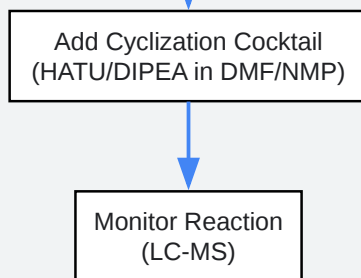 Add Cyclization Cocktail
(HATU/DIPEA in DMF/NMP)
Monitor Reaction
(LC-MS)